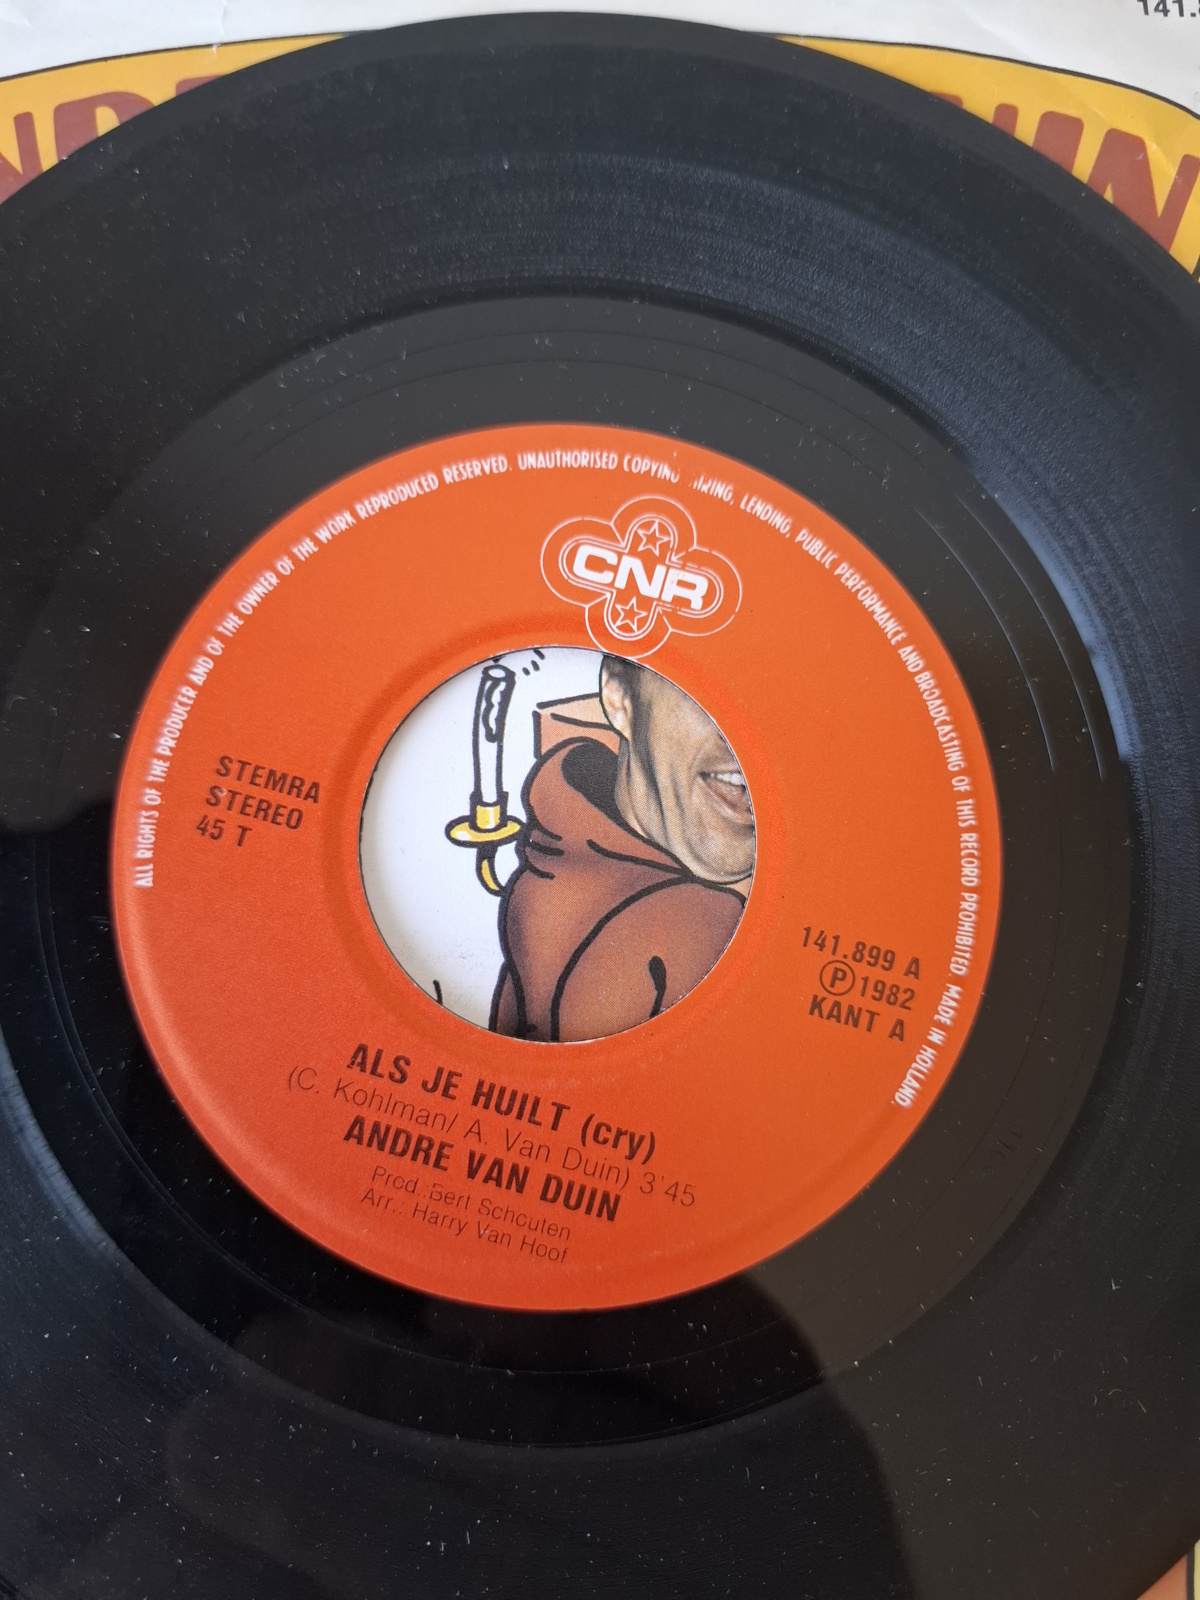 141.
AND
UIN
ALL RIGHTS OF THE PRODUCER AND OF THE OWNER OF THE WORK REPRODUCED RESERVED. UNAUTHORISED COPYING HIRING, LENDING, PUBLIC PERFORMANCE AND BROADCASTING OF THIS RECORD PROHIBITED. MADE IN HOLLAND.
CNR
STEMRA
STEREO
45 T
141.899 A
Ⓟ 1982
KANT A
ALS JE HUILT (cry)
(C. Kohlman/ A. Van Duin) 3'45
ANDRE VAN DUIN
Prod.: Bert Schouten
Arr.: Harry Van Hoof